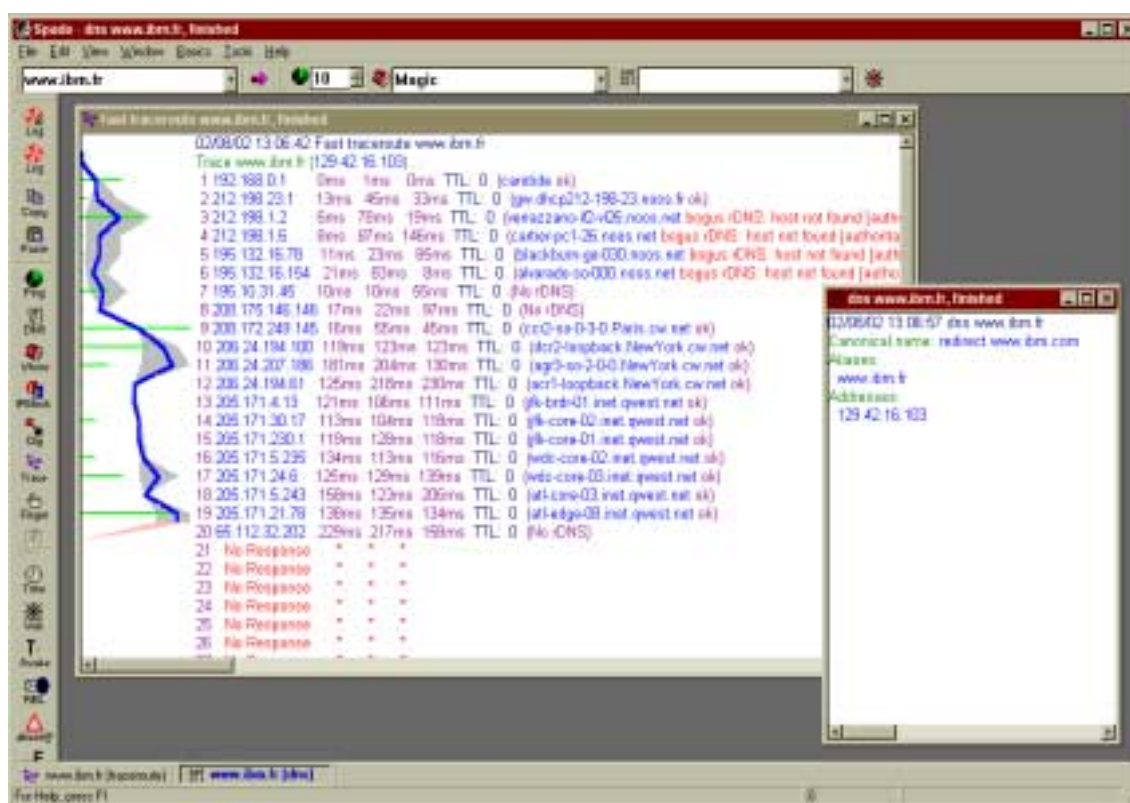 Spade - dns www.ibm.fr, finished
File Edit View Window Basics Tools Help
www.ibm.fr 10 Magic
Log
Log
Copy
Paste
Ping
DNS
Whois
IPBlock
Dig
Trace
Finger
Time
Web
Awake
RBL
Abuse?
fast traceroute www.ibm.fr, finished
02/08/02 13:06:42 Fast traceroute www.ibm.fr
Trace www.ibm.fr (129.42.16.103)
1 192.168.0.1 0ms 1ms 0ms TTL: 0 (candide ok)
2 212.198.23.1 13ms 46ms 33ms TTL: 0 (gw.dhcp212-198-23.noos.fr ok)
3 212.198.1.2 6ms 78ms 19ms TTL: 0 bogus rDNS: host not found
4 212.198.1.6 8ms 87ms 146ms TTL: 0 (cartier-pc1-26.noos.net bogus rDNS: host not found [authorita
5 195.132.16.78 11ms 23ms 85ms TTL: 0 (blackburn-ge-030.noos.net bogus rDNS: host not found [autho
6 195.132.16.154 21ms 8ms TTL: 0 (alvarado-so-000.noos.net bogus rDNS: host not found [autho
7 195.10.31.45 10ms 10ms 55ms TTL: 0 (No rDNS)
8 208.175.146.146 17ms 22ms 97ms TTL: 0 (No rDNS)
9 208.172.249.145 TTL: 0 Paris.cw.net ok)
10 206.24.194.100 119ms 123ms 123ms TTL: 0 (dcr2-loopback.NewYork.cw.net ok)
11 206.24.207.186 181ms 204ms 130ms TTL: 0 (agr3-so-2-0-0.NewYork.cw.net ok)
12 206.24.194.61 125ms 218ms 230ms TTL: 0 (acr1-loopback.NewYork.cw.net ok)
13 205.171.4.13 121ms 106ms 111ms TTL: 0 (jfk-brdr-01.inet.qwest.net ok)
14 205.171.30.17 113ms 104ms 118ms TTL: 0 (jfk-core-02.inet.qwest.net ok)
15 205.171.230.1 119ms 128ms 118ms TTL: 0 (jfk-core-01.inet.qwest.net ok)
16 205.171.5.235 134ms 113ms 116ms TTL: 0 (wdc-core-02.inet.qwest.net ok)
17 205.171.24.6 125ms 129ms 139ms TTL: 0 (wdc-core-03.inet.qwest.net ok)
18 205.171.5.243 158ms 123ms 206ms TTL: 0 (atl-core-03.inet.qwest.net ok)
19 205.171.21.78 138ms 135ms 134ms TTL: 0 (atl-edge-08.inet.qwest.net ok)
20 65.112.32.202 229ms 217ms 159ms TTL: 0 (No rDNS)
21 No Response * * *
22 No Response * * *
23 No Response * * *
24 No Response * * *
25 No Response * * *
26 No Response * * *
dns www.ibm.fr, finished
02/08/02 13:06:57 dns www.ibm.fr
Canonical name: redirect.www.ibm.com
Aliases:
www.ibm.fr
Addresses:
129.42.16.103
www.ibm.fr (traceroute) www.ibm.fr (dns)
For Help, press F1